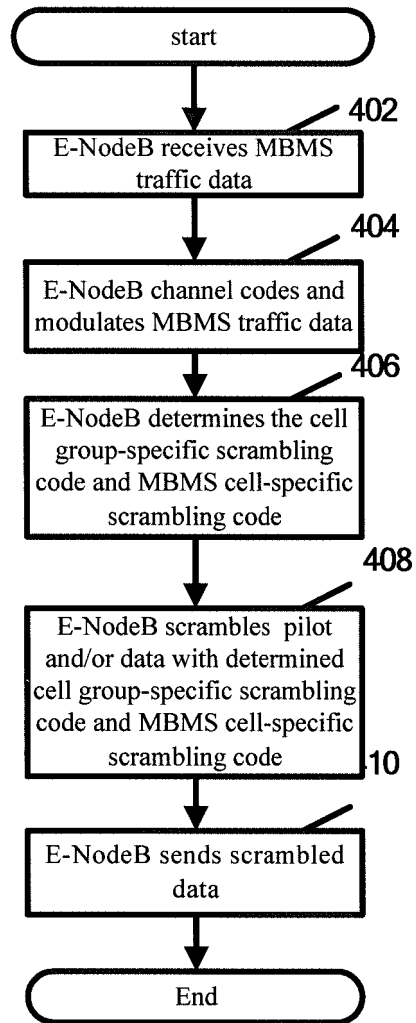 start
402
E-NodeB receives MBMS
traffic data
404
E-NodeB channel codes and
modulates MBMS traffic data
406
E-NodeB determines the cell
group-specific scrambling
code and MBMS cell-specific
scrambling code
408
E-NodeB scrambles pilot
and/or data with determined
cell group-specific scrambling
code and MBMS cell-specific
scrambling code
10
E-NodeB sends scrambled
data
End